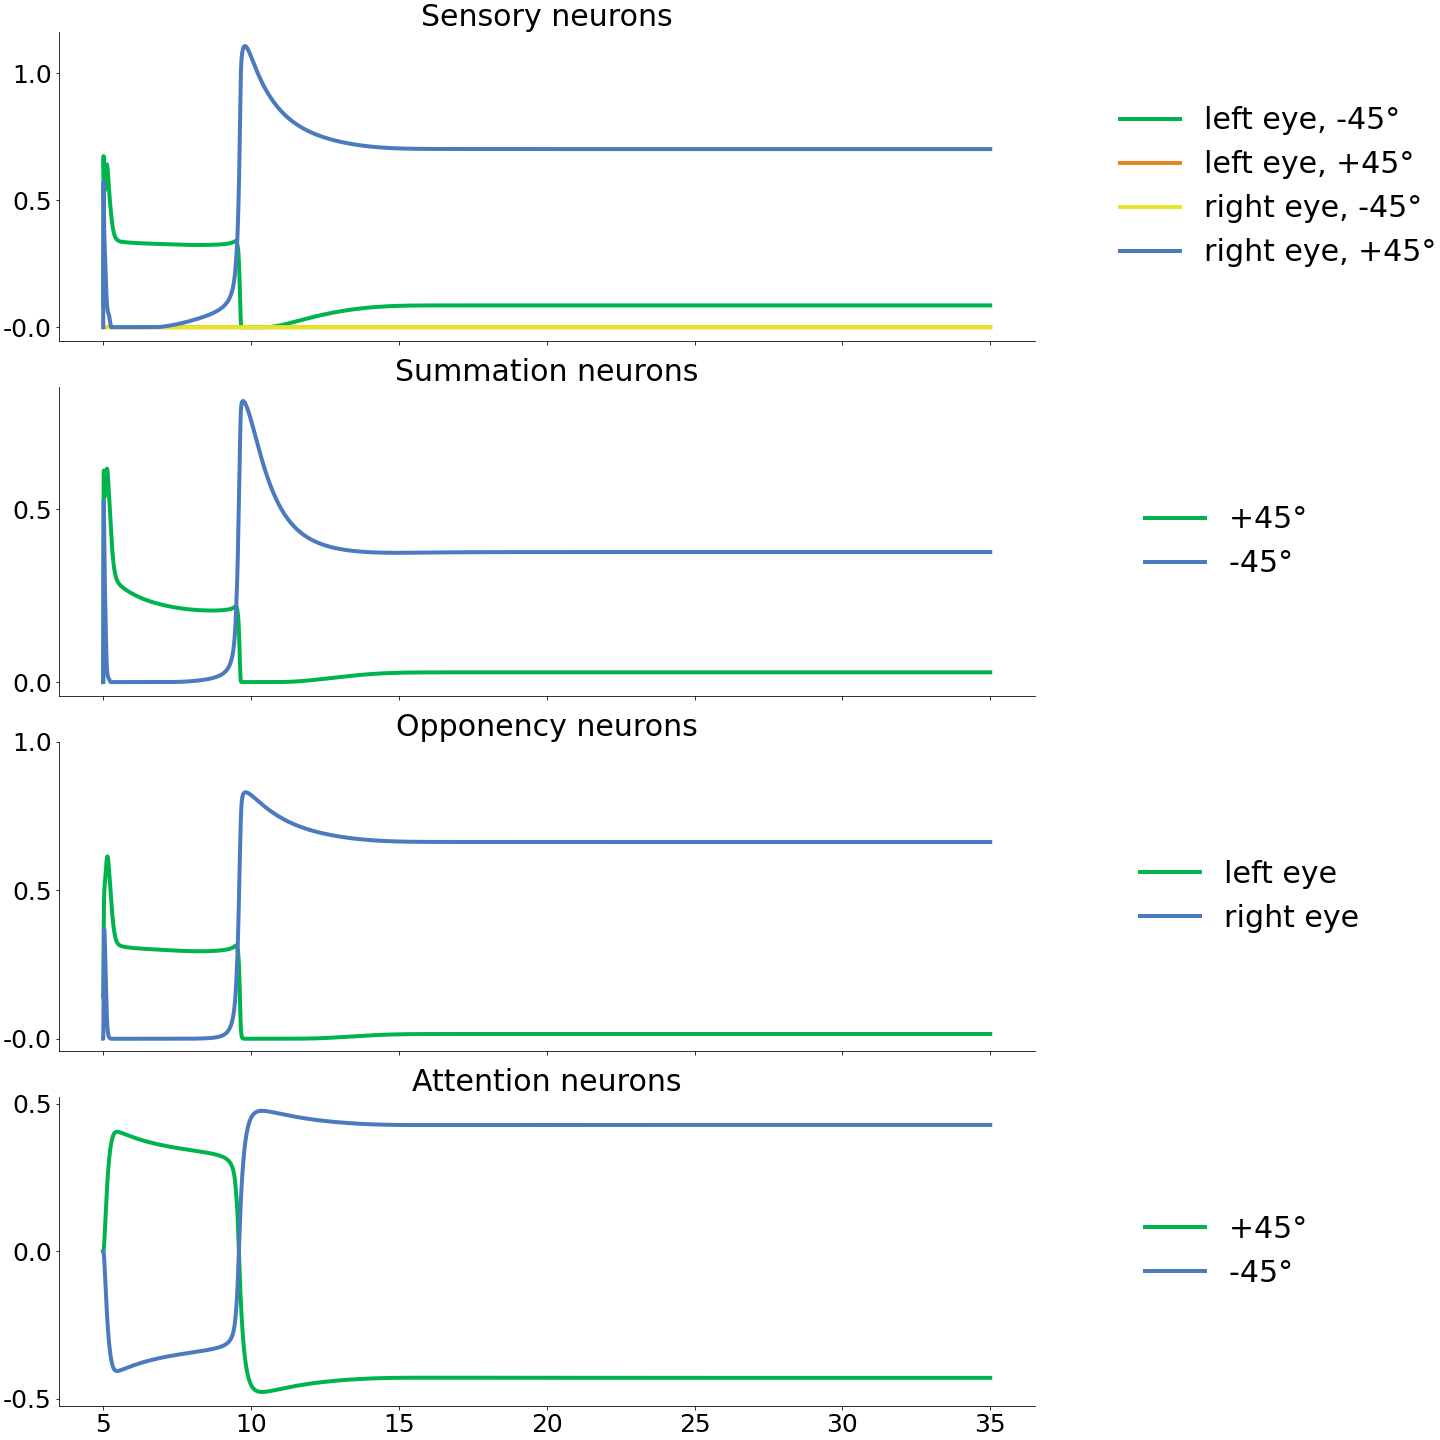 Sensory neurons
1.0
0.5
-0.0
left eye, -45°
left eye, +45°
right eye, -45°
right eye, +45°
Summation neurons
0.5
0.0
+45°
-45°
Opponency neurons
1.0
0.5
-0.0
left eye
right eye
Attention neurons
0.5
0.0
-0.5
+45°
-45°
5 10 15 20 25 30 35